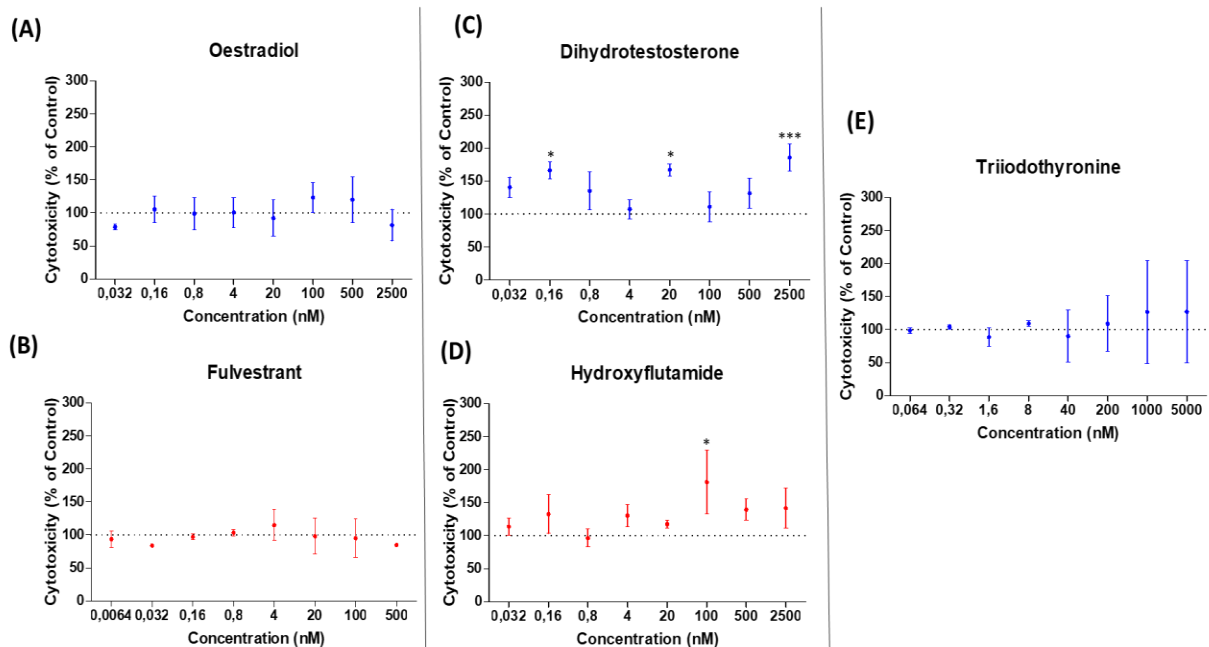 (A)
Oestradiol
Cytotoxicity (% of Control)
300
250
200
150
100
50
0
0,032 0,16 0,8 4 20 100 500 2500
Concentration (nM)
(B)
Fulvestrant
Cytotoxicity (% of Control)
300
250
200
150
100
50
0
0,0064 0,032 0,16 0,8 4 20 100 500
Concentration (nM)
(C)
Dihydrotestosterone
Cytotoxicity (% of Control)
300
250
200
150
100
50
0
* * ***
0,032 0,16 0,8 4 20 100 500 2500
Concentration (nM)
(D)
Hydroxyflutamide
Cytotoxicity (% of Control)
300
250
200
150
100
50
0
*
0,032 0,16 0,8 4 20 100 500 2500
Concentration (nM)
(E)
Triiodothyronine
Cytotoxicity (% of Control)
300
250
200
150
100
50
0
0,064 0,32 1,6 8 40 200 1000 5000
Concentration (nM)